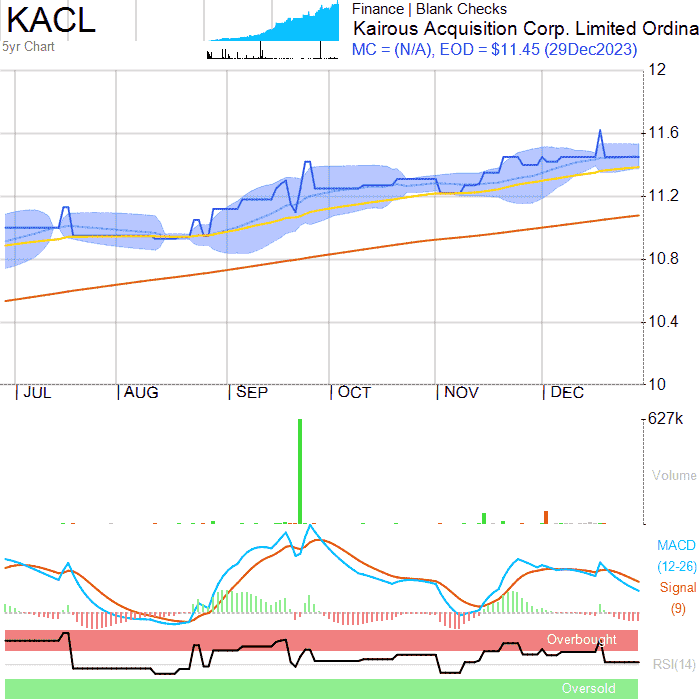 KACL
5yr Chart
Finance | Blank Checks
Kairous Acquisition Corp. Limited Ordina
MC = (N/A), EOD = $11.45 (29Dec2023)
12
11.6
11.2
10.8
10.4
10
JUL AUG SEP OCT NOV DEC
627k
Volume
MACD
(12-26)
Signal
(9)
Overbought
RSI(14)
Oversold